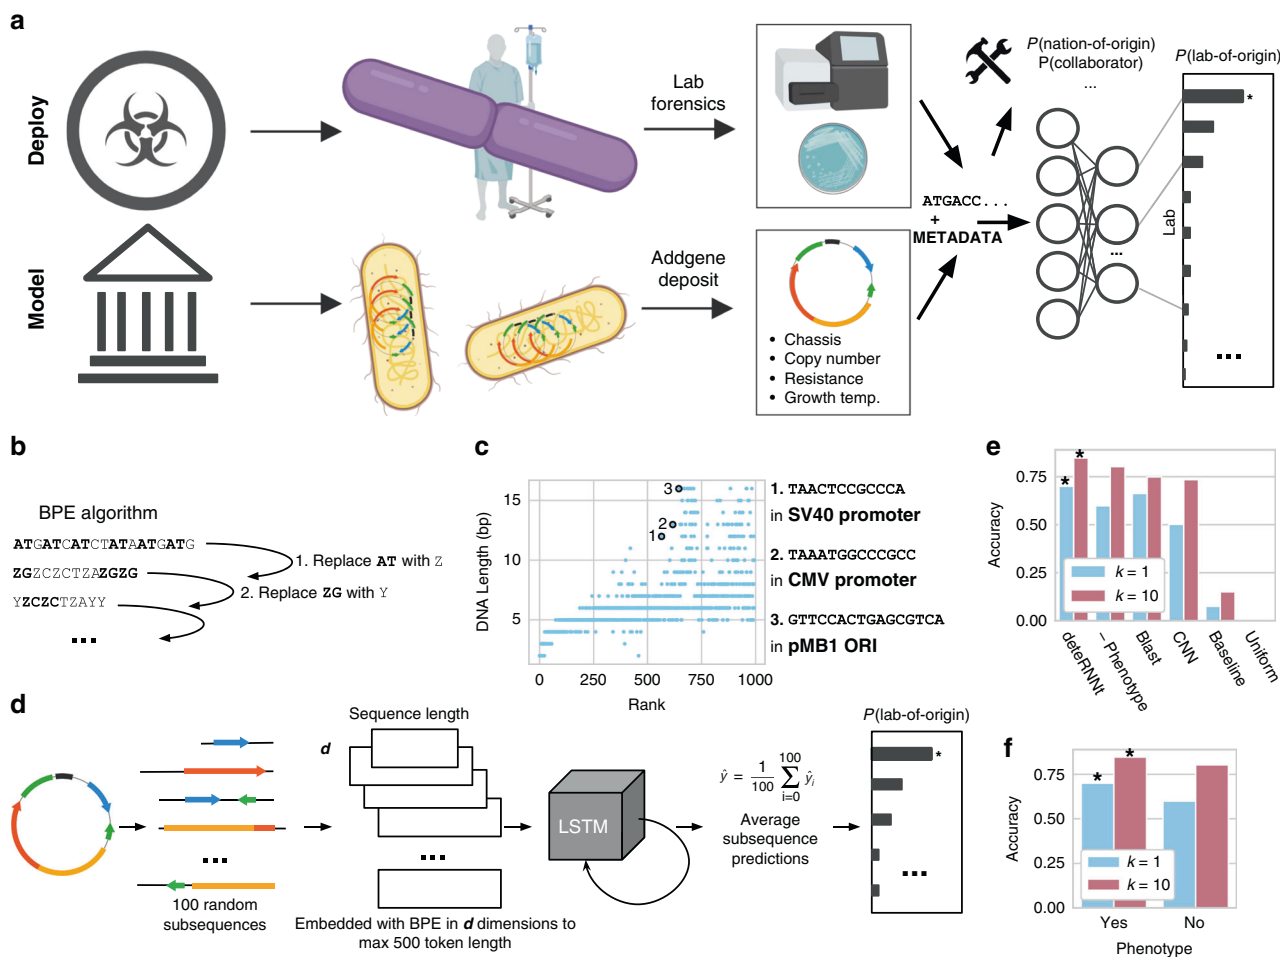 a
Deploy
Model
Lab
forensics
Addgene
deposit
Chassis
Copy number
Resistance
Growth temp.
ATGACC...
+
METADATA
P(nation-of-origin)
P(collaborator)
...
P(lab-of-origin)
*
Lab
...
...
b
BPE algorithm
ATGATCATCTATAATGATG
1. Replace AT with Z
ZGZCZCTZAZGZG
2. Replace ZG with Y
YZCZCTZAYY
...
c
DNA Length (bp)
15
10
5
3
2
1
0
250
500
750
1000
Rank
1. TAACTCCGCCCA
in SV40 promoter
2. TAAATGGCCCGCC
in CMV promoter
3. GTTCCACTGAGCGTCA
in pMB1 ORI
e
Accuracy
0.75
0.50
0.25
0.00
*
*
k = 1
k = 10
deteRNNt
– Phenotype
Blast
CNN
Baseline
Uniform
d
100 random
subsequences
...
Sequence length
d
...
Embedded with BPE in d dimensions to
max 500 token length
LSTM
ŷ = 1/100 100∑i=0 ŷi
Average
subsequence
predictions
P(lab-of-origin)
*
...
f
Accuracy
0.75
0.50
0.25
0.00
*
*
k = 1
k = 10
Yes
No
Phenotype